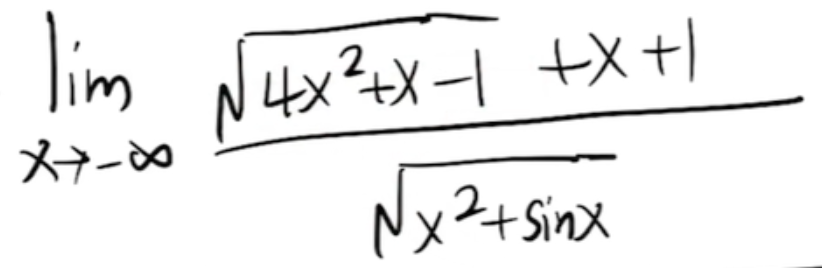 lim x→-∞ (√(4x²+x-1) +x+1) / √(x²+sinx)